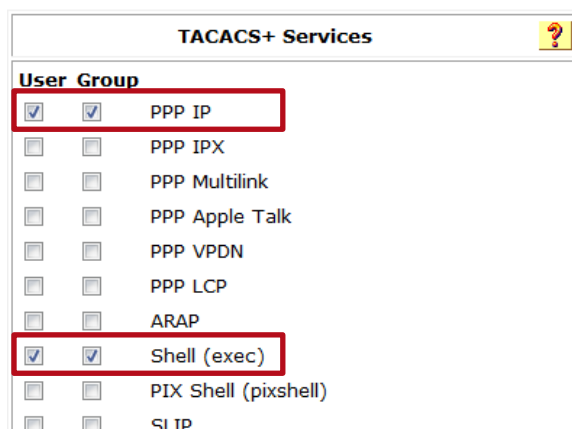 TACACS+ Services
?
User Group
PPP IP
PPP IPX
PPP Multilink
PPP Apple Talk
PPP VPDN
PPP LCP
ARAP
Shell (exec)
PIX Shell (pixshell)
SLIP